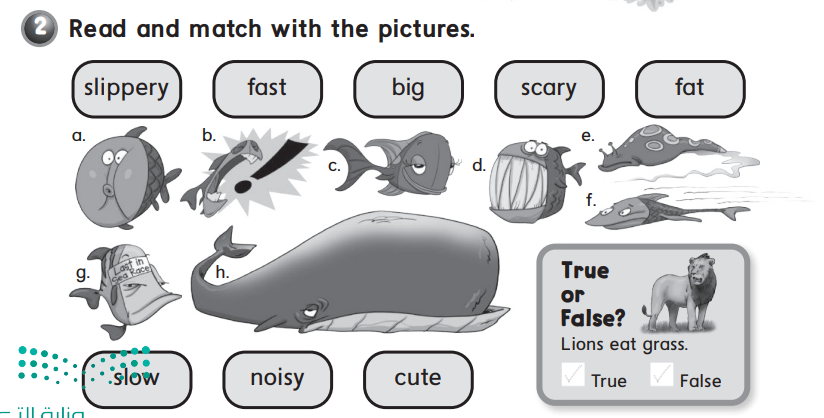 2 Read and match with the pictures.
slippery fast big scary fat
a. b. c. d. e.
f.
g. h.
Last in
Sea Race
!
True
or
False?
Lions eat grass.
True False
slow noisy cute